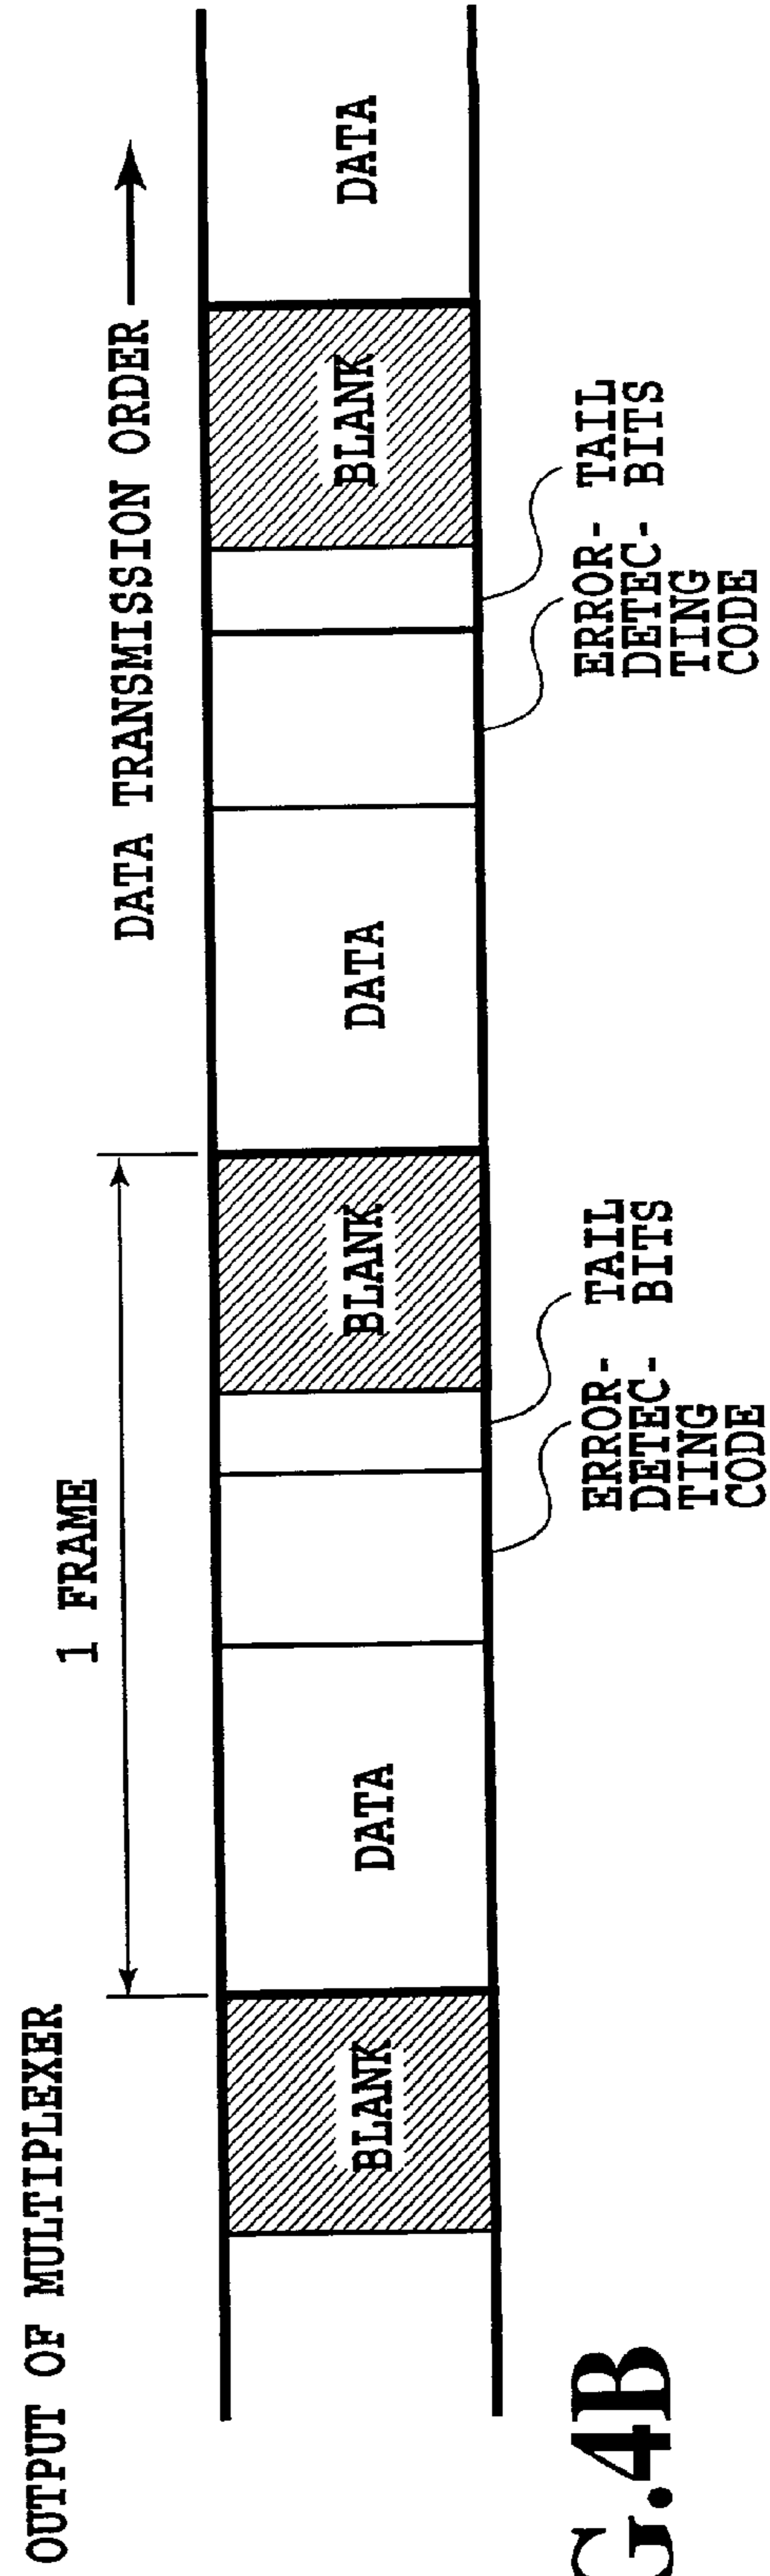 OUTPUT OF MULTIPLEXER
1 FRAME
DATA TRANSMISSION ORDER
BLANK
DATA
BLANK
DATA
BLANK
DATA
ERROR-
DETEC-
TING
CODE
TAIL
BITS
ERROR-
DETEC-
TING
CODE
TAIL
BITS
G.4B